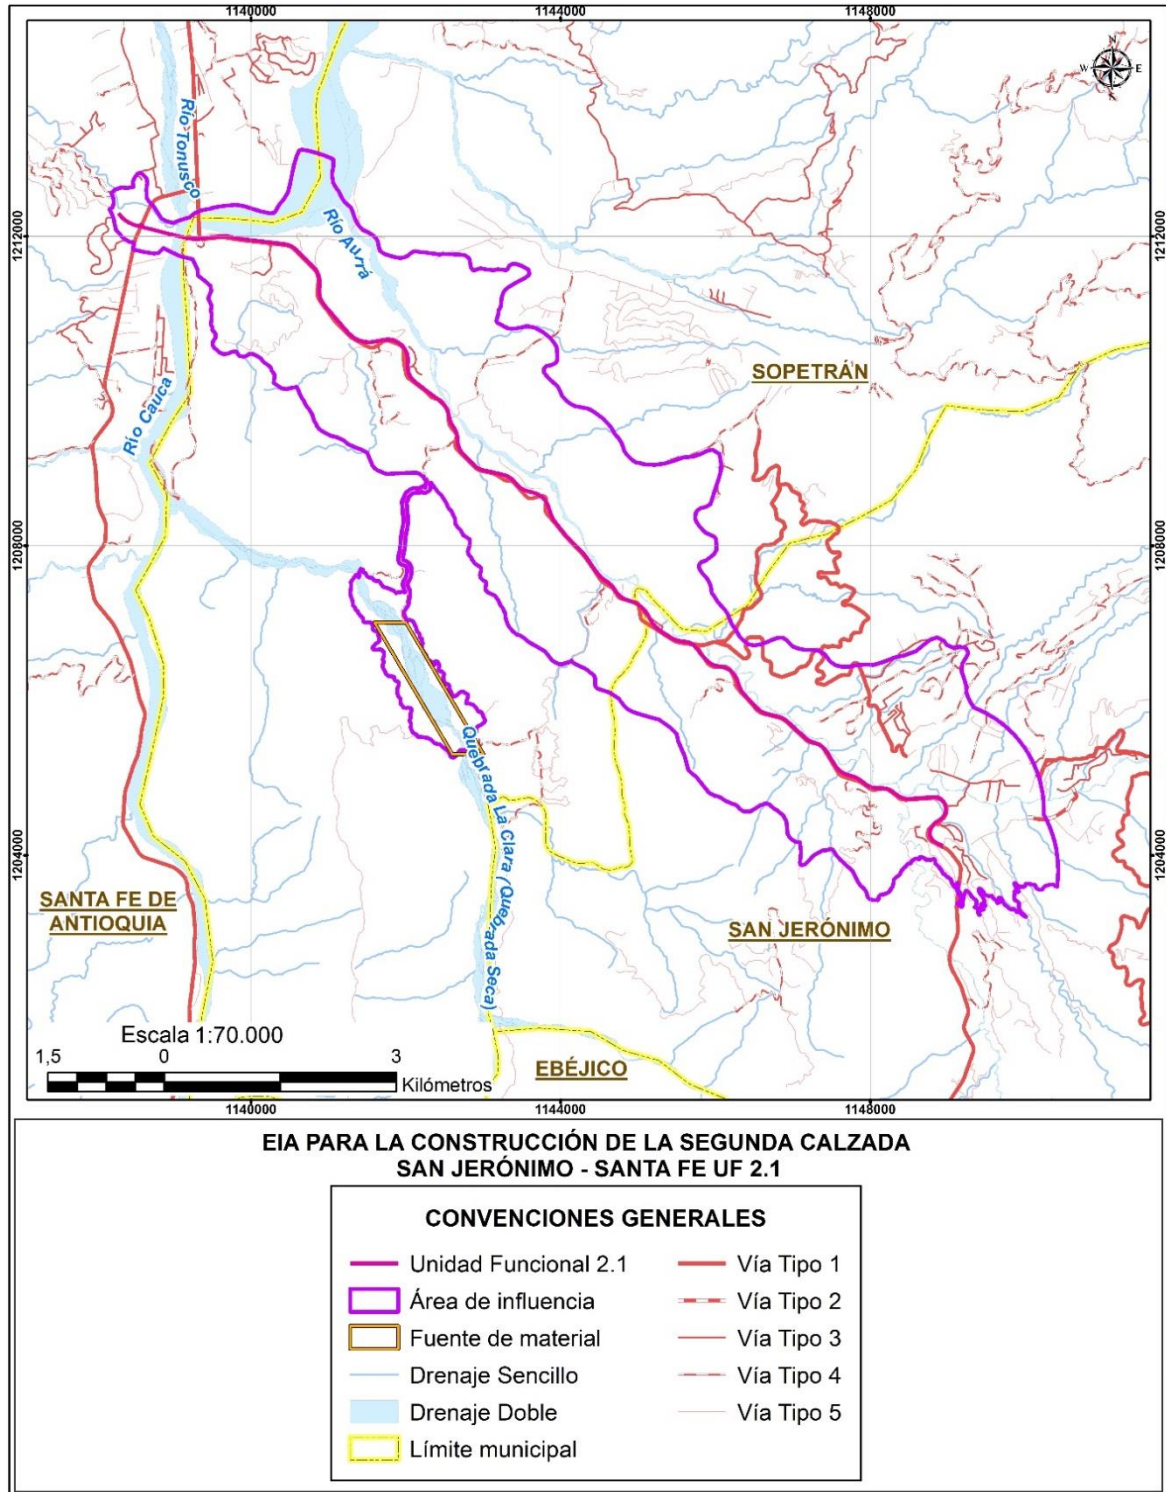 1140000
1144000
1148000
N
W
E
S
Río Tonusco
1212000
1212000
Río Aurrá
SOPETRÁN
Río Cauca
1208000
1208000
Quebrada La Clara (Quebrada Seca)
1204000
1204000
SANTA FE DE
ANTIOQUIA
SAN JERÓNIMO
Escala 1:70.000
1,5
0
3
Kilómetros
EBÉJICO
1140000
1144000
1148000
EIA PARA LA CONSTRUCCIÓN DE LA SEGUNDA CALZADA
SAN JERÓNIMO - SANTA FE UF 2.1
CONVENCIONES GENERALES
Unidad Funcional 2.1
Área de influencia
Fuente de material
Drenaje Sencillo
Drenaje Doble
Límite municipal
Vía Tipo 1
Vía Tipo 2
Vía Tipo 3
Vía Tipo 4
Vía Tipo 5